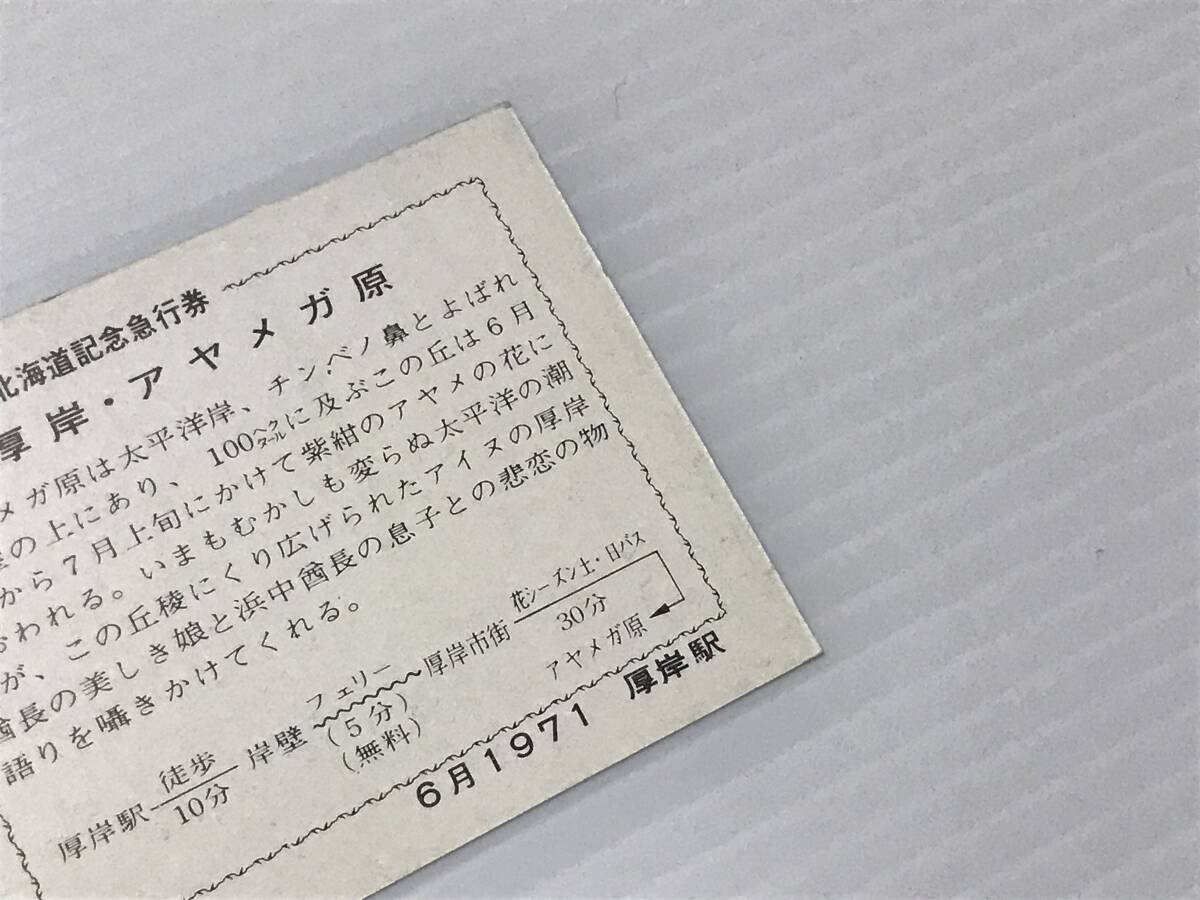 北海道記念急行券
厚岸・アヤメガ原
メガ原は太平洋岸、チンベノ鼻とよばれ
の上にあり、100ヘクタールに及ぶこの丘は6月
から7月上旬にかけて紫紺のアヤメの花に
おわれる。いまもむかしも変らぬ太平洋の潮
が、この丘稜にくり広げられたアイヌの厚岸
酋長の美しき娘と浜中酋長の息子との悲恋の物
語りを囁きかけてくれる。
厚岸駅 徒歩 10分 岸壁 フェリー (5分) (無料) 厚岸市街 花シーズン土・日バス 30分 アヤメガ原
6月1971 厚岸駅